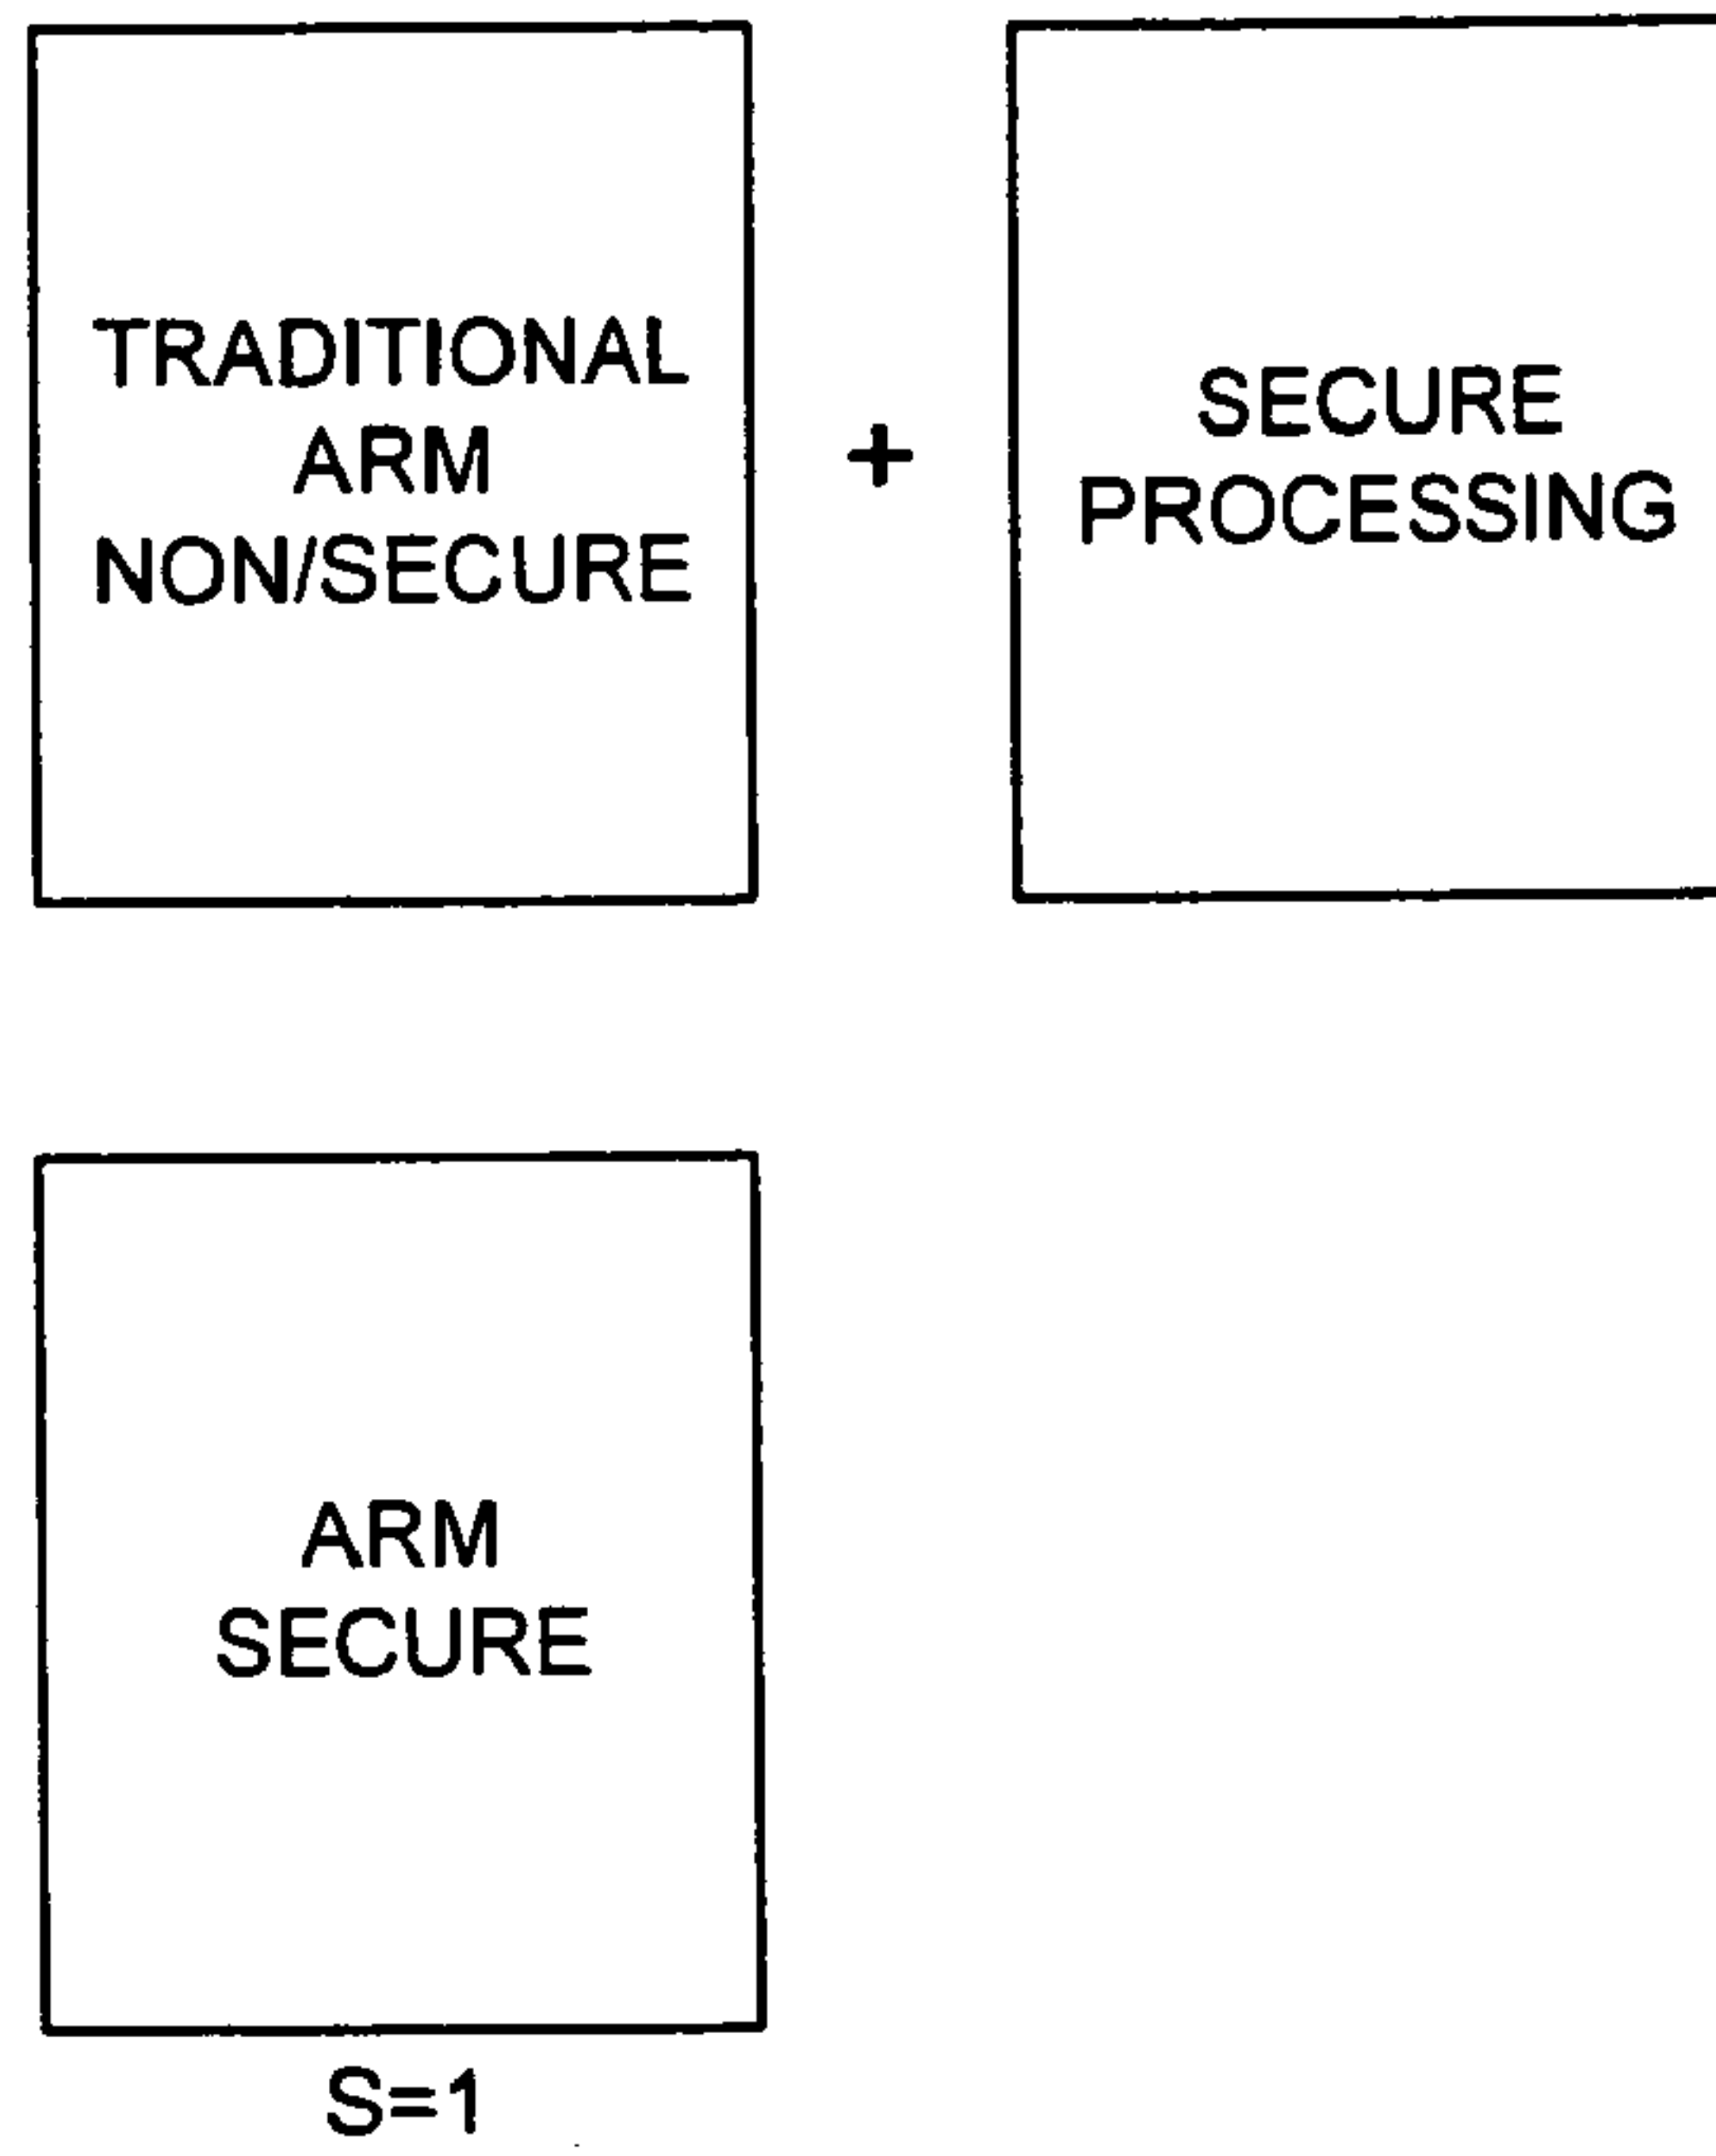 TRADITIONAL
ARM
NON/SECURE
+
SECURE
PROCESSING
ARM
SECURE
S=1